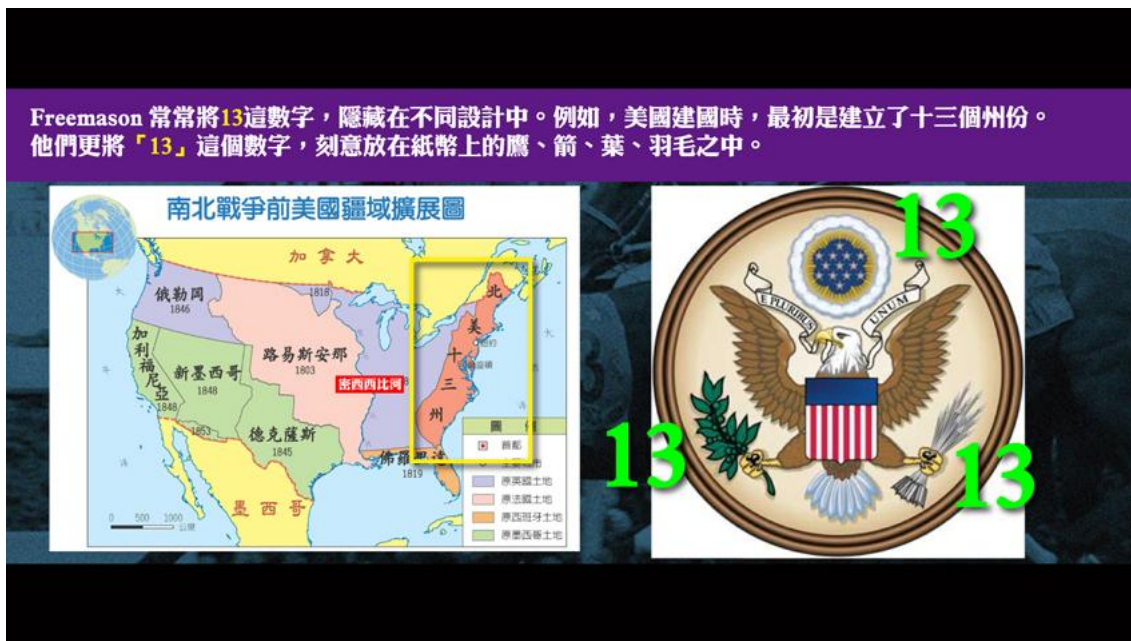 Freemason 常常將13這數字，隱藏在不同設計中。例如，美國建國時，最初是建立了十三個州份。
他們更將「13」這個數字，刻意放在紙幣上的鷹、箭、葉、羽毛之中。
南北戰爭前美國疆域擴展圖
加拿大
俄勒岡
1846
1818
北美十三州
紐約
加利福尼亞
1848
新墨西哥
1848
路易斯安那
1803
密西西比河
1853
德克薩斯
1845
佛羅里達
1819
墨西哥
0 500 1000
公里
圖例
首都
主要城市
原英國土地
原法國土地
原西班牙土地
原墨西哥土地
13
E PLURIBUS UNUM
13
13